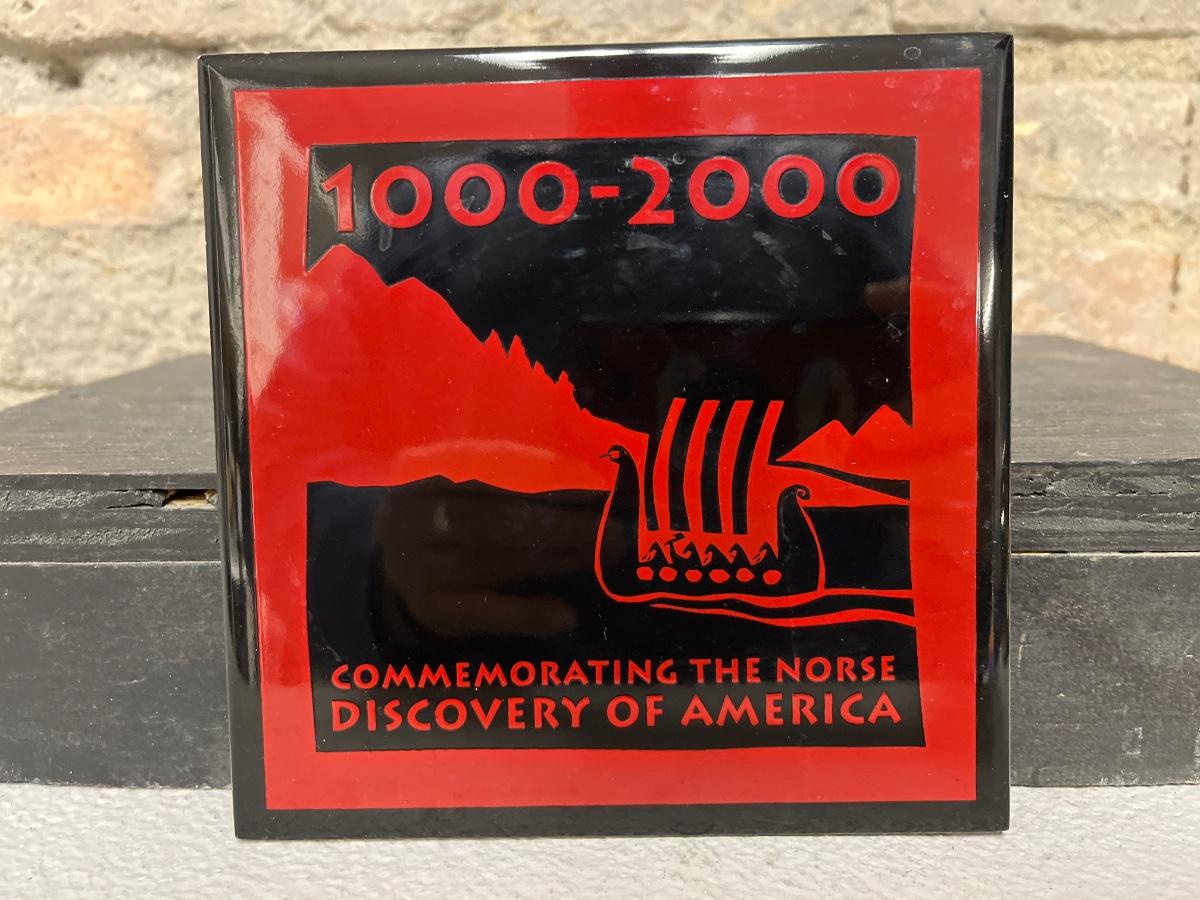 1000-2000
COMMEMORATING THE NORSE
DISCOVERY OF AMERICA